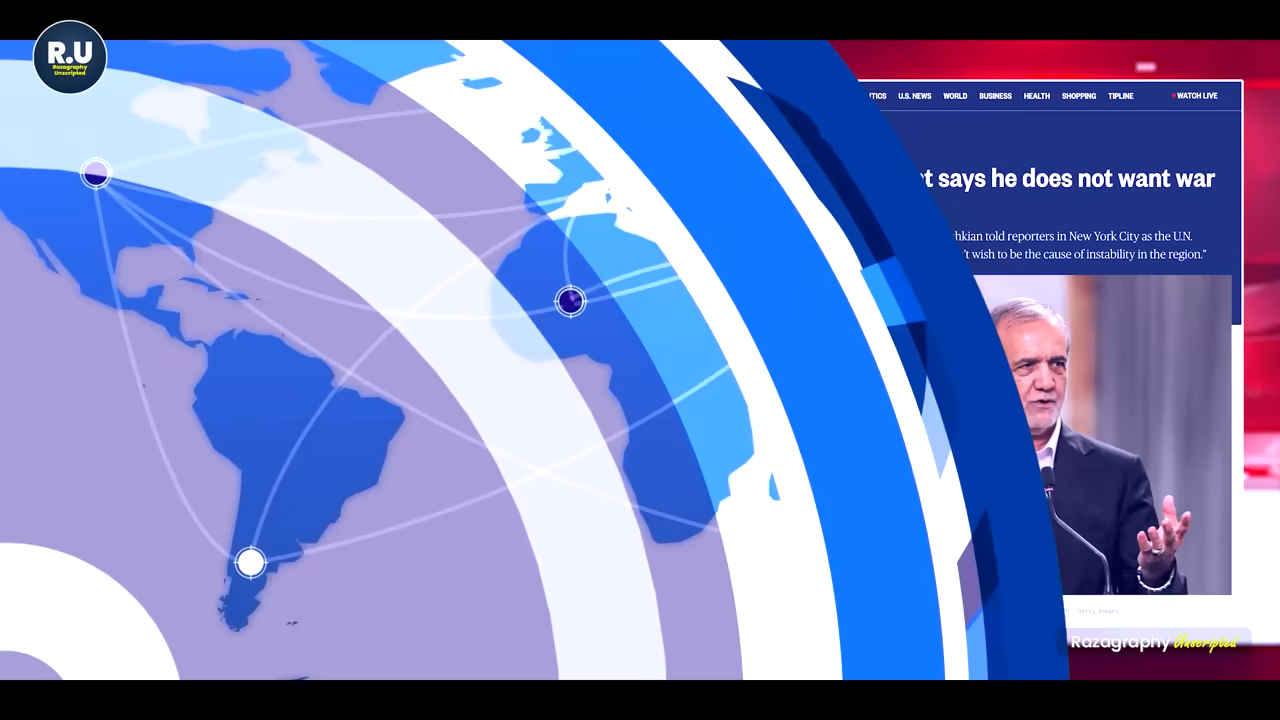 R.U
Razagraphy
Unscripted
U.S. NEWS WORLD BUSINESS HEALTH SHOPPING TIPLINE WATCH LIVE
says he does not want war
told reporters in New York City as the U.N.
wish to be the cause of instability in the region.”
Getty Images
Razagraphy Unscripted